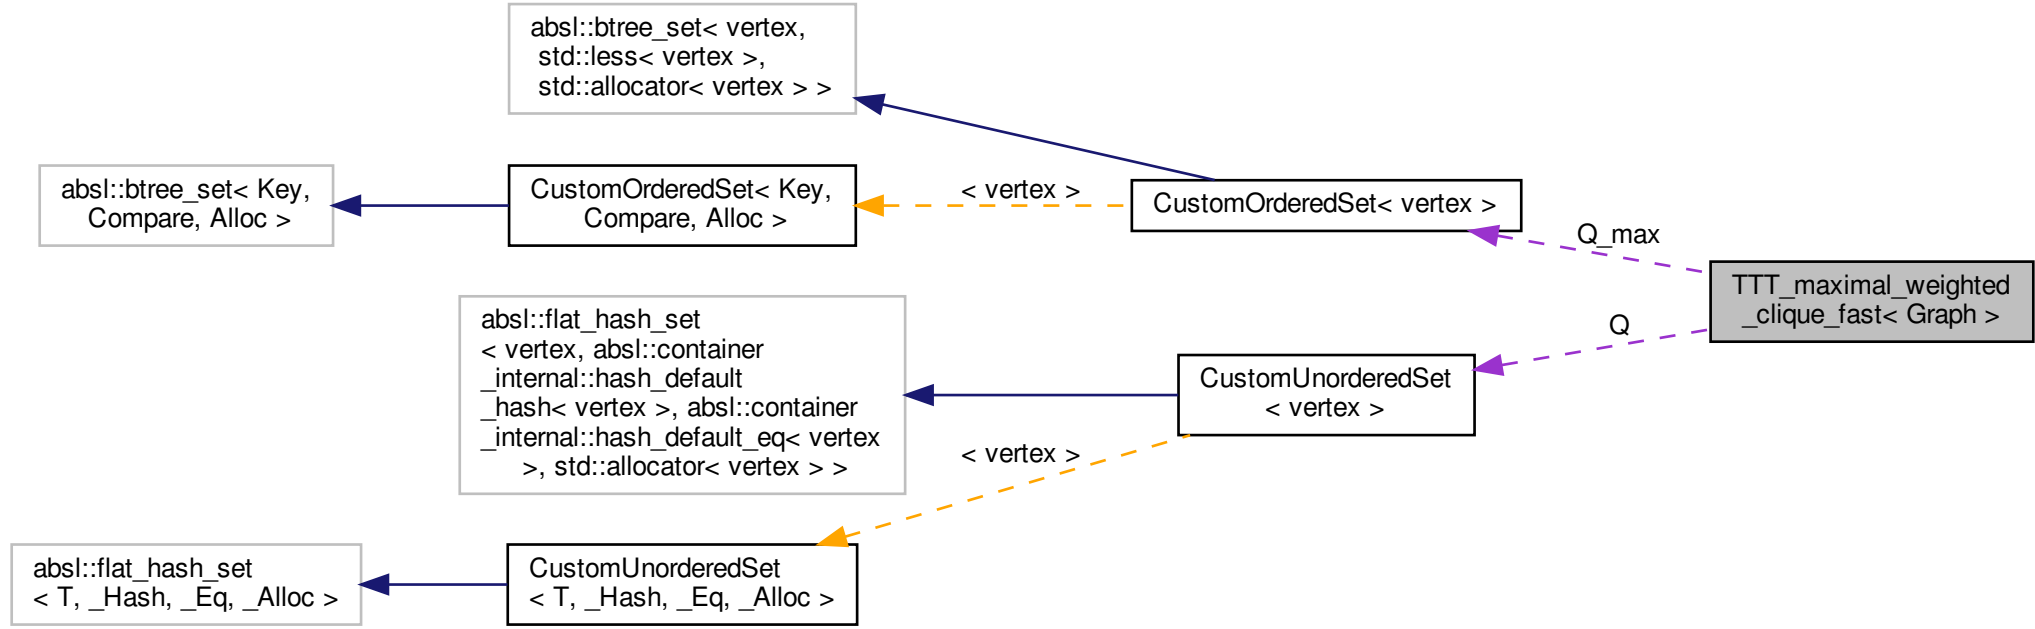 absl::btree_set< vertex,
std::less< vertex >,
std::allocator< vertex > >
absl::btree_set< Key,
Compare, Alloc >
CustomOrderedSet< Key,
Compare, Alloc >
< vertex >
CustomOrderedSet< vertex >
Q_max
TTT_maximal_weighted
_clique_fast< Graph >
Q
absl::flat_hash_set
< vertex, absl::container
_internal::hash_default
_hash< vertex >, absl::container
_internal::hash_default_eq< vertex
>, std::allocator< vertex > >
CustomUnorderedSet
< vertex >
< vertex >
absl::flat_hash_set
< T, _Hash, _Eq, _Alloc >
CustomUnorderedSet
< T, _Hash, _Eq, _Alloc >